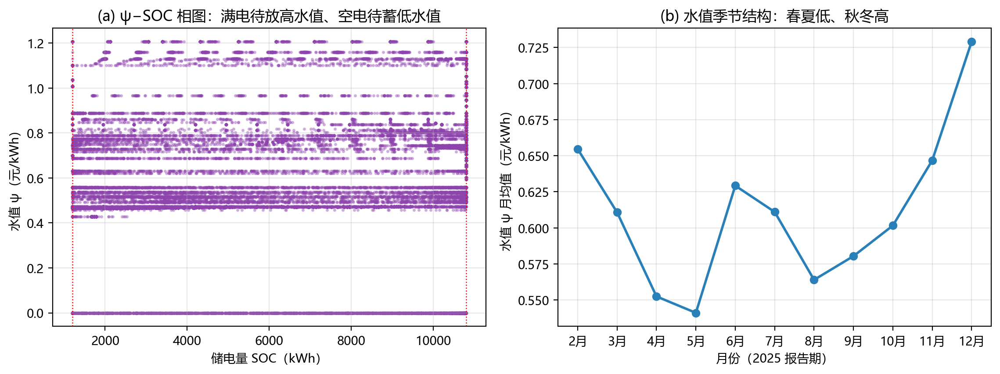 (a) ψ−SOC 相图：满电待放高水值、空电待蓄低水值
1.2
1.0
0.8
0.6
0.4
0.2
0.0
水值 ψ（元/kWh）
2000
4000
6000
8000
10000
储电量 SOC（kWh）
(b) 水值季节结构：春夏低、秋冬高
0.725
0.700
0.675
0.650
0.625
0.600
0.575
0.550
水值 ψ 月均值（元/kWh）
2月
3月
4月
5月
6月
7月
8月
9月
10月
11月
12月
月份（2025 报告期）